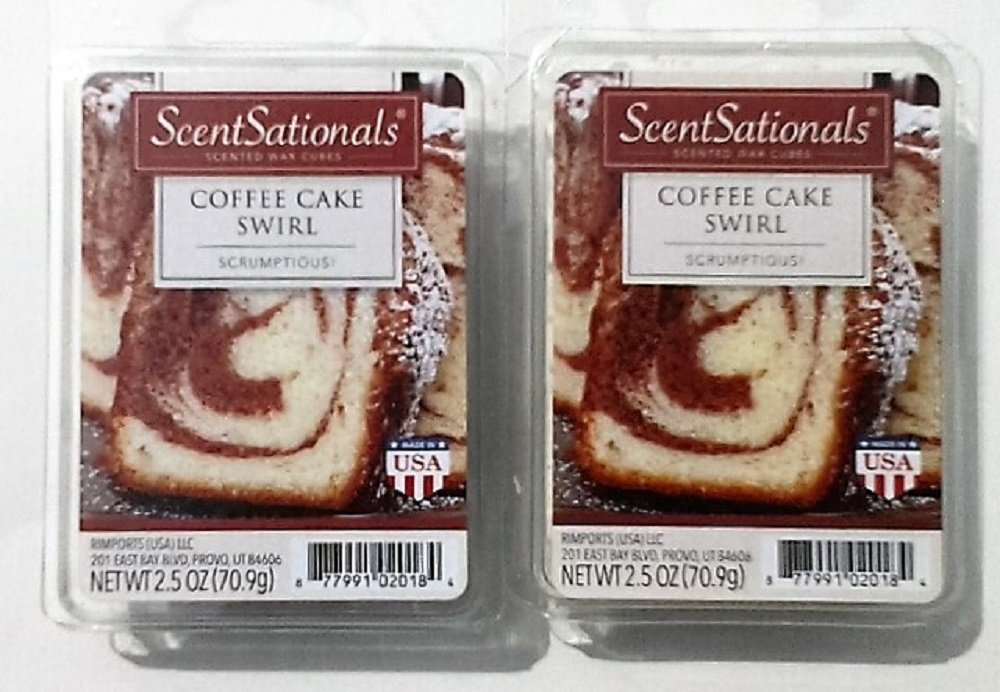 ScentSationals®
SCENTED WAX CUBES
COFFEE CAKE
SWIRL
SCRUMPTIOUS!
MADE IN
USA
RIMPORTS (USA) LLC
201 EAST BAY BLVD, PROVO, UT 84606
NET WT 2.5 OZ (70.9g)
8 77991 02018 4
ScentSationals®
SCENTED WAX CUBES
COFFEE CAKE
SWIRL
SCRUMPTIOUS!
MADE IN
USA
RIMPORTS (USA) LLC
201 EAST BAY BLVD, PROVO, UT 84606
NET WT 2.5 OZ (70.9g)
8 77991 02018 4